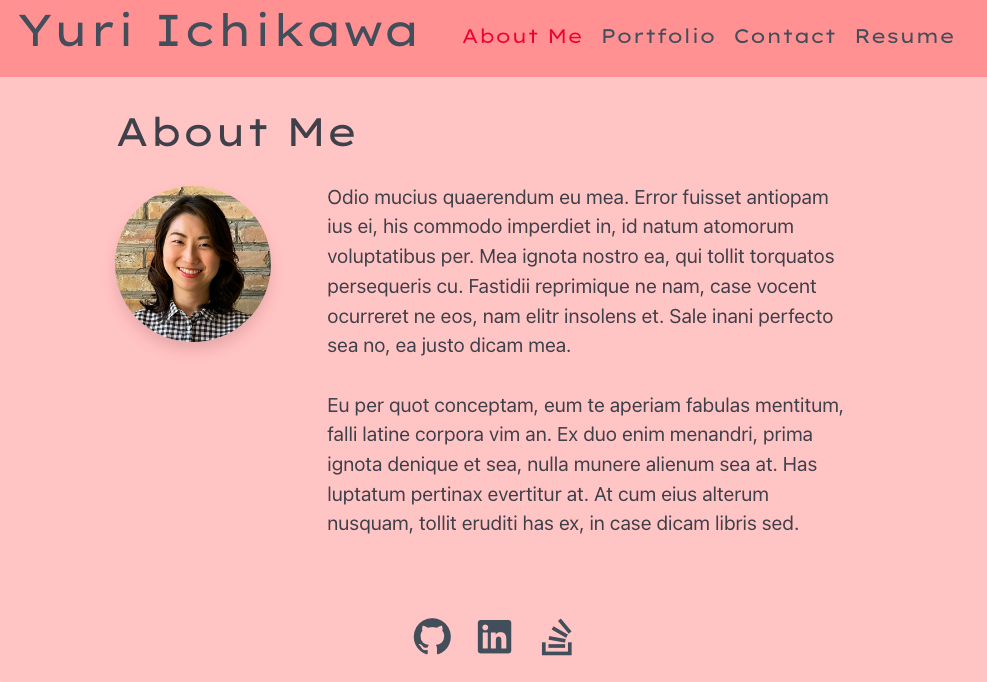 Yuri Ichikawa
About Me Portfolio Contact Resume
About Me
Odio mucius quaerendum eu mea. Error fuisset antiopam
ius ei, his commodo imperdiet in, id natum atomorum
voluptatibus per. Mea ignota nostro ea, qui tollit torquatos
persequeris cu. Fastidii reprimique ne nam, case vocent
ocurreret ne eos, nam elitr insolens et. Sale inani perfecto
sea no, ea justo dicam mea.
Eu per quot conceptam, eum te aperiam fabulas mentitum,
falli latine corpora vim an. Ex duo enim menandri, prima
ignota denique et sea, nulla munere alienum sea at. Has
luptatum pertinax evertitur at. At cum eius alterum
nusquam, tollit eruditi has ex, in case dicam libris sed.
in